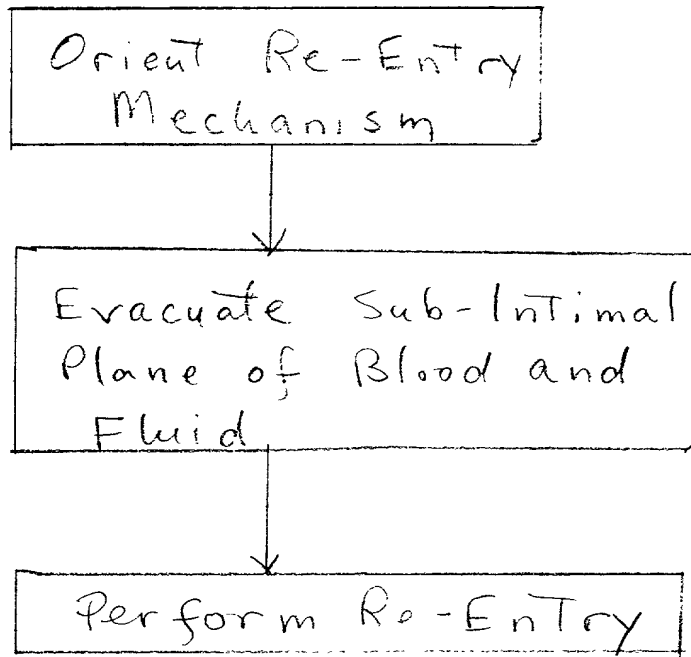 Orient Re-Entry
Mechanism
Evacuate Sub-Intimal
Plane of Blood and
Fluid
Perform Re-Entry